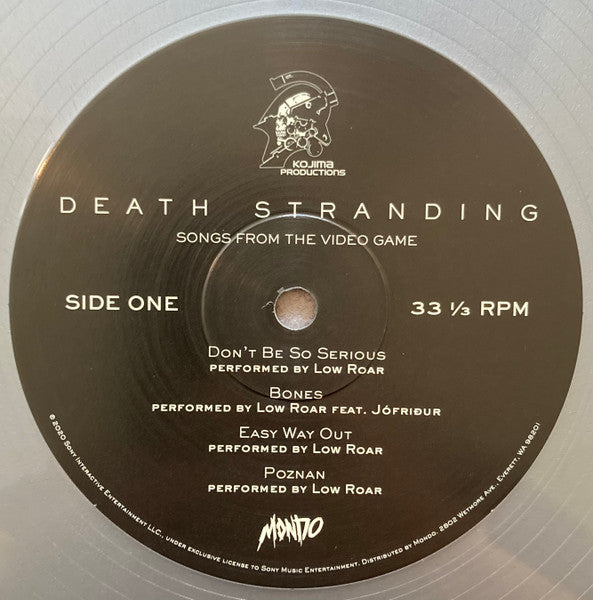 KOJIMA
PRODUCTIONS
DEATH STRANDING
SONGS FROM THE VIDEO GAME
SIDE ONE
33 ⅓ RPM
Don't Be So Serious
performed by Low Roar
Bones
performed by Low Roar feat. Jófriður
Easy Way Out
performed by Low Roar
Poznan
performed by Low Roar
MONDO
℗ 2020 Sony Interactive Entertainment LLC., under exclusive license to Sony Music Entertainment. Distributed by Mondo. 2802 Wetmore Ave., Everett, WA 98201